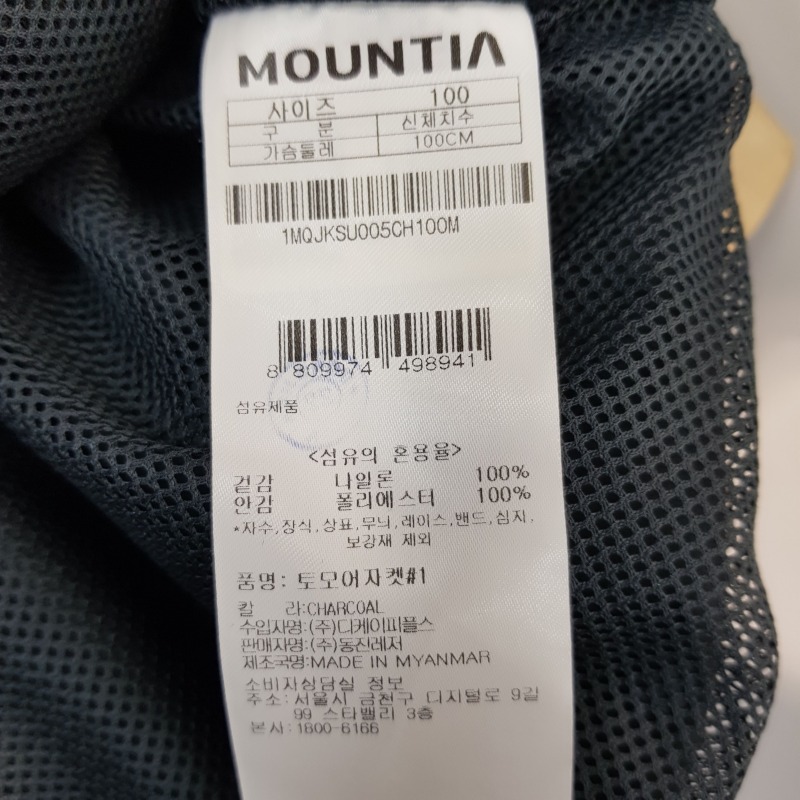 MOUNTIA
사이즈 100
구 분 신체치수
가슴둘레 100CM
1MQJKSU005CH100M
8 809974 498941
섬유제품
<섬유의 혼용율>
겉감 나일론 100%
안감 폴리에스터 100%
*자수,장식,상표,무늬,레이스,밴드,심지,
보강재 제외
품명: 토모어자켓#1
칼 라:CHARCOAL
수입자명:(주)디케이피플스
판매자명:(주)동진레저
제조국명:MADE IN MYANMAR
소비자상담실 정보
주소:서울시 금천구 디지털로 9길
99 스타밸리 3층
본사:1800-6166